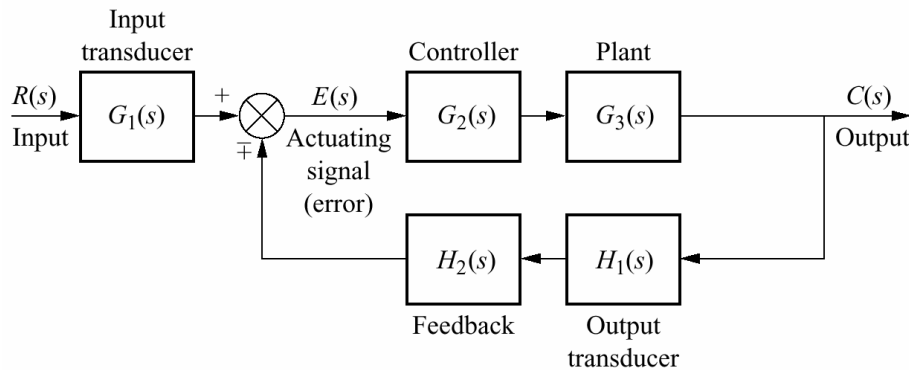 Input
transducer
Controller
Plant
R(s)
Input
G₁(s)
+
∓
E(s)
Actuating
signal
(error)
G₂(s)
G₃(s)
C(s)
Output
H₂(s)
H₁(s)
Feedback
Output
transducer